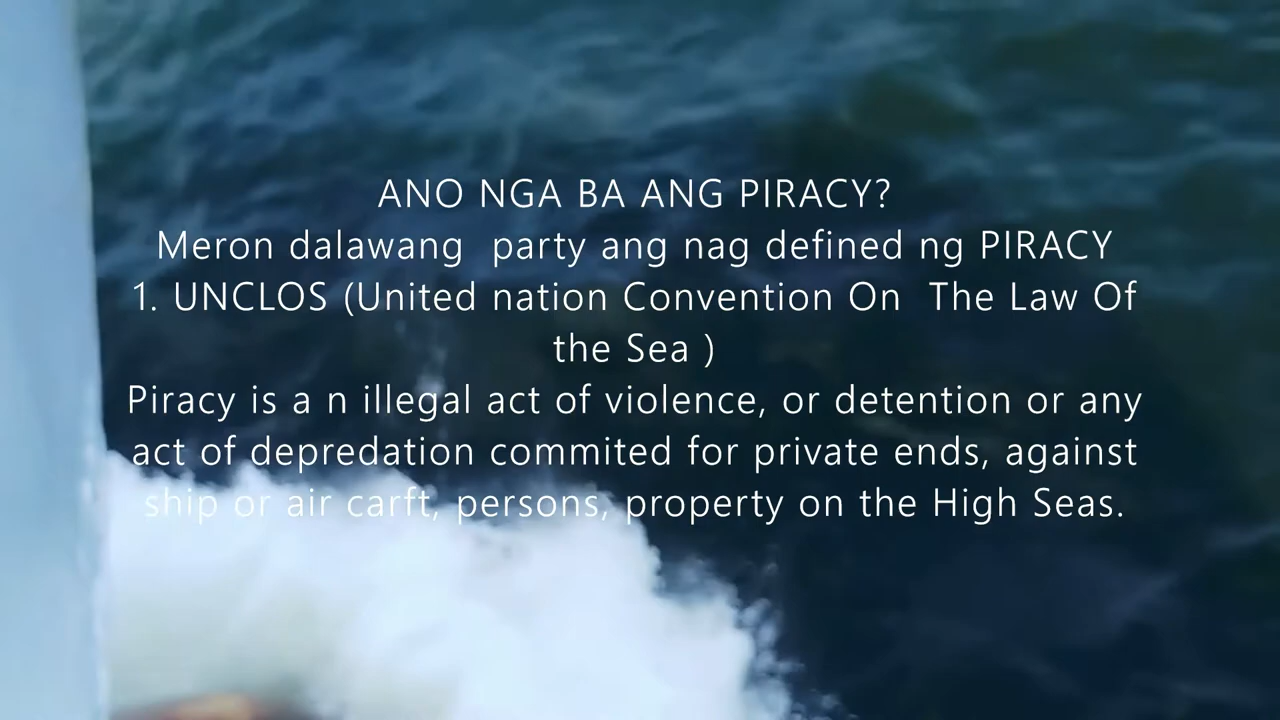 ANO NGA BA ANG PIRACY?
Meron dalawang  party ang nag defined ng PIRACY
1. UNCLOS (United nation Convention On  The Law Of
the Sea )
Piracy is a n illegal act of violence, or detention or any
act of depredation commited for private ends, against
ship or air carft, persons, property on the High Seas.